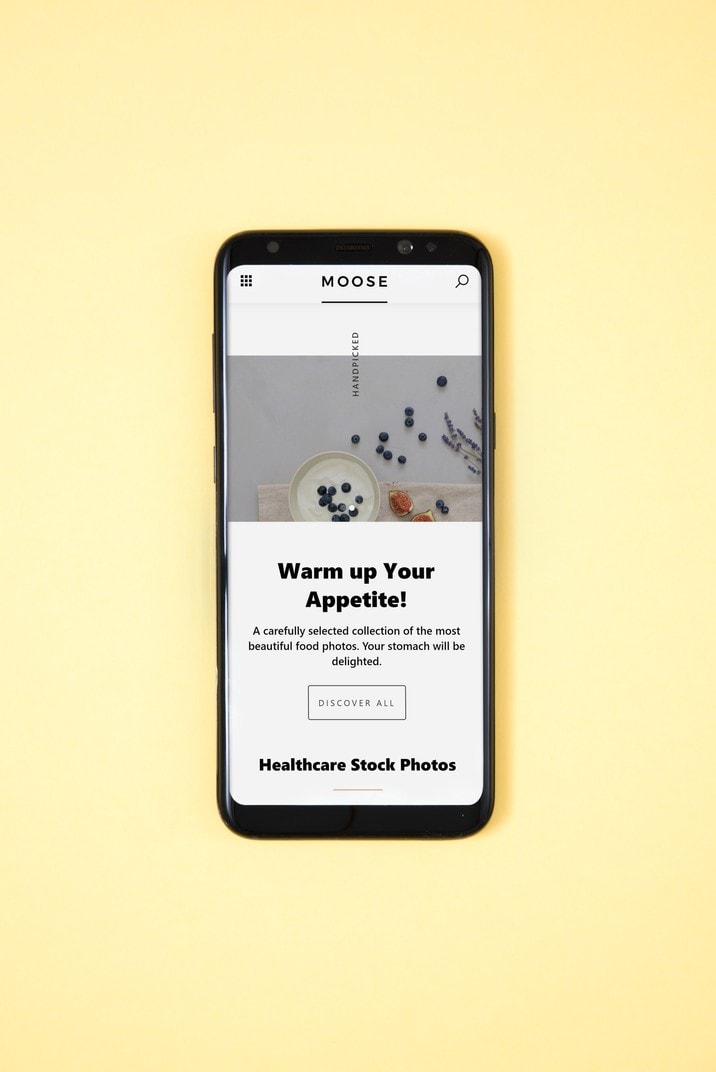 MOOSE
HANDPICKED
Warm up Your
Appetite!
A carefully selected collection of the most
beautiful food photos. Your stomach will be
delighted.
DISCOVER ALL
Healthcare Stock Photos